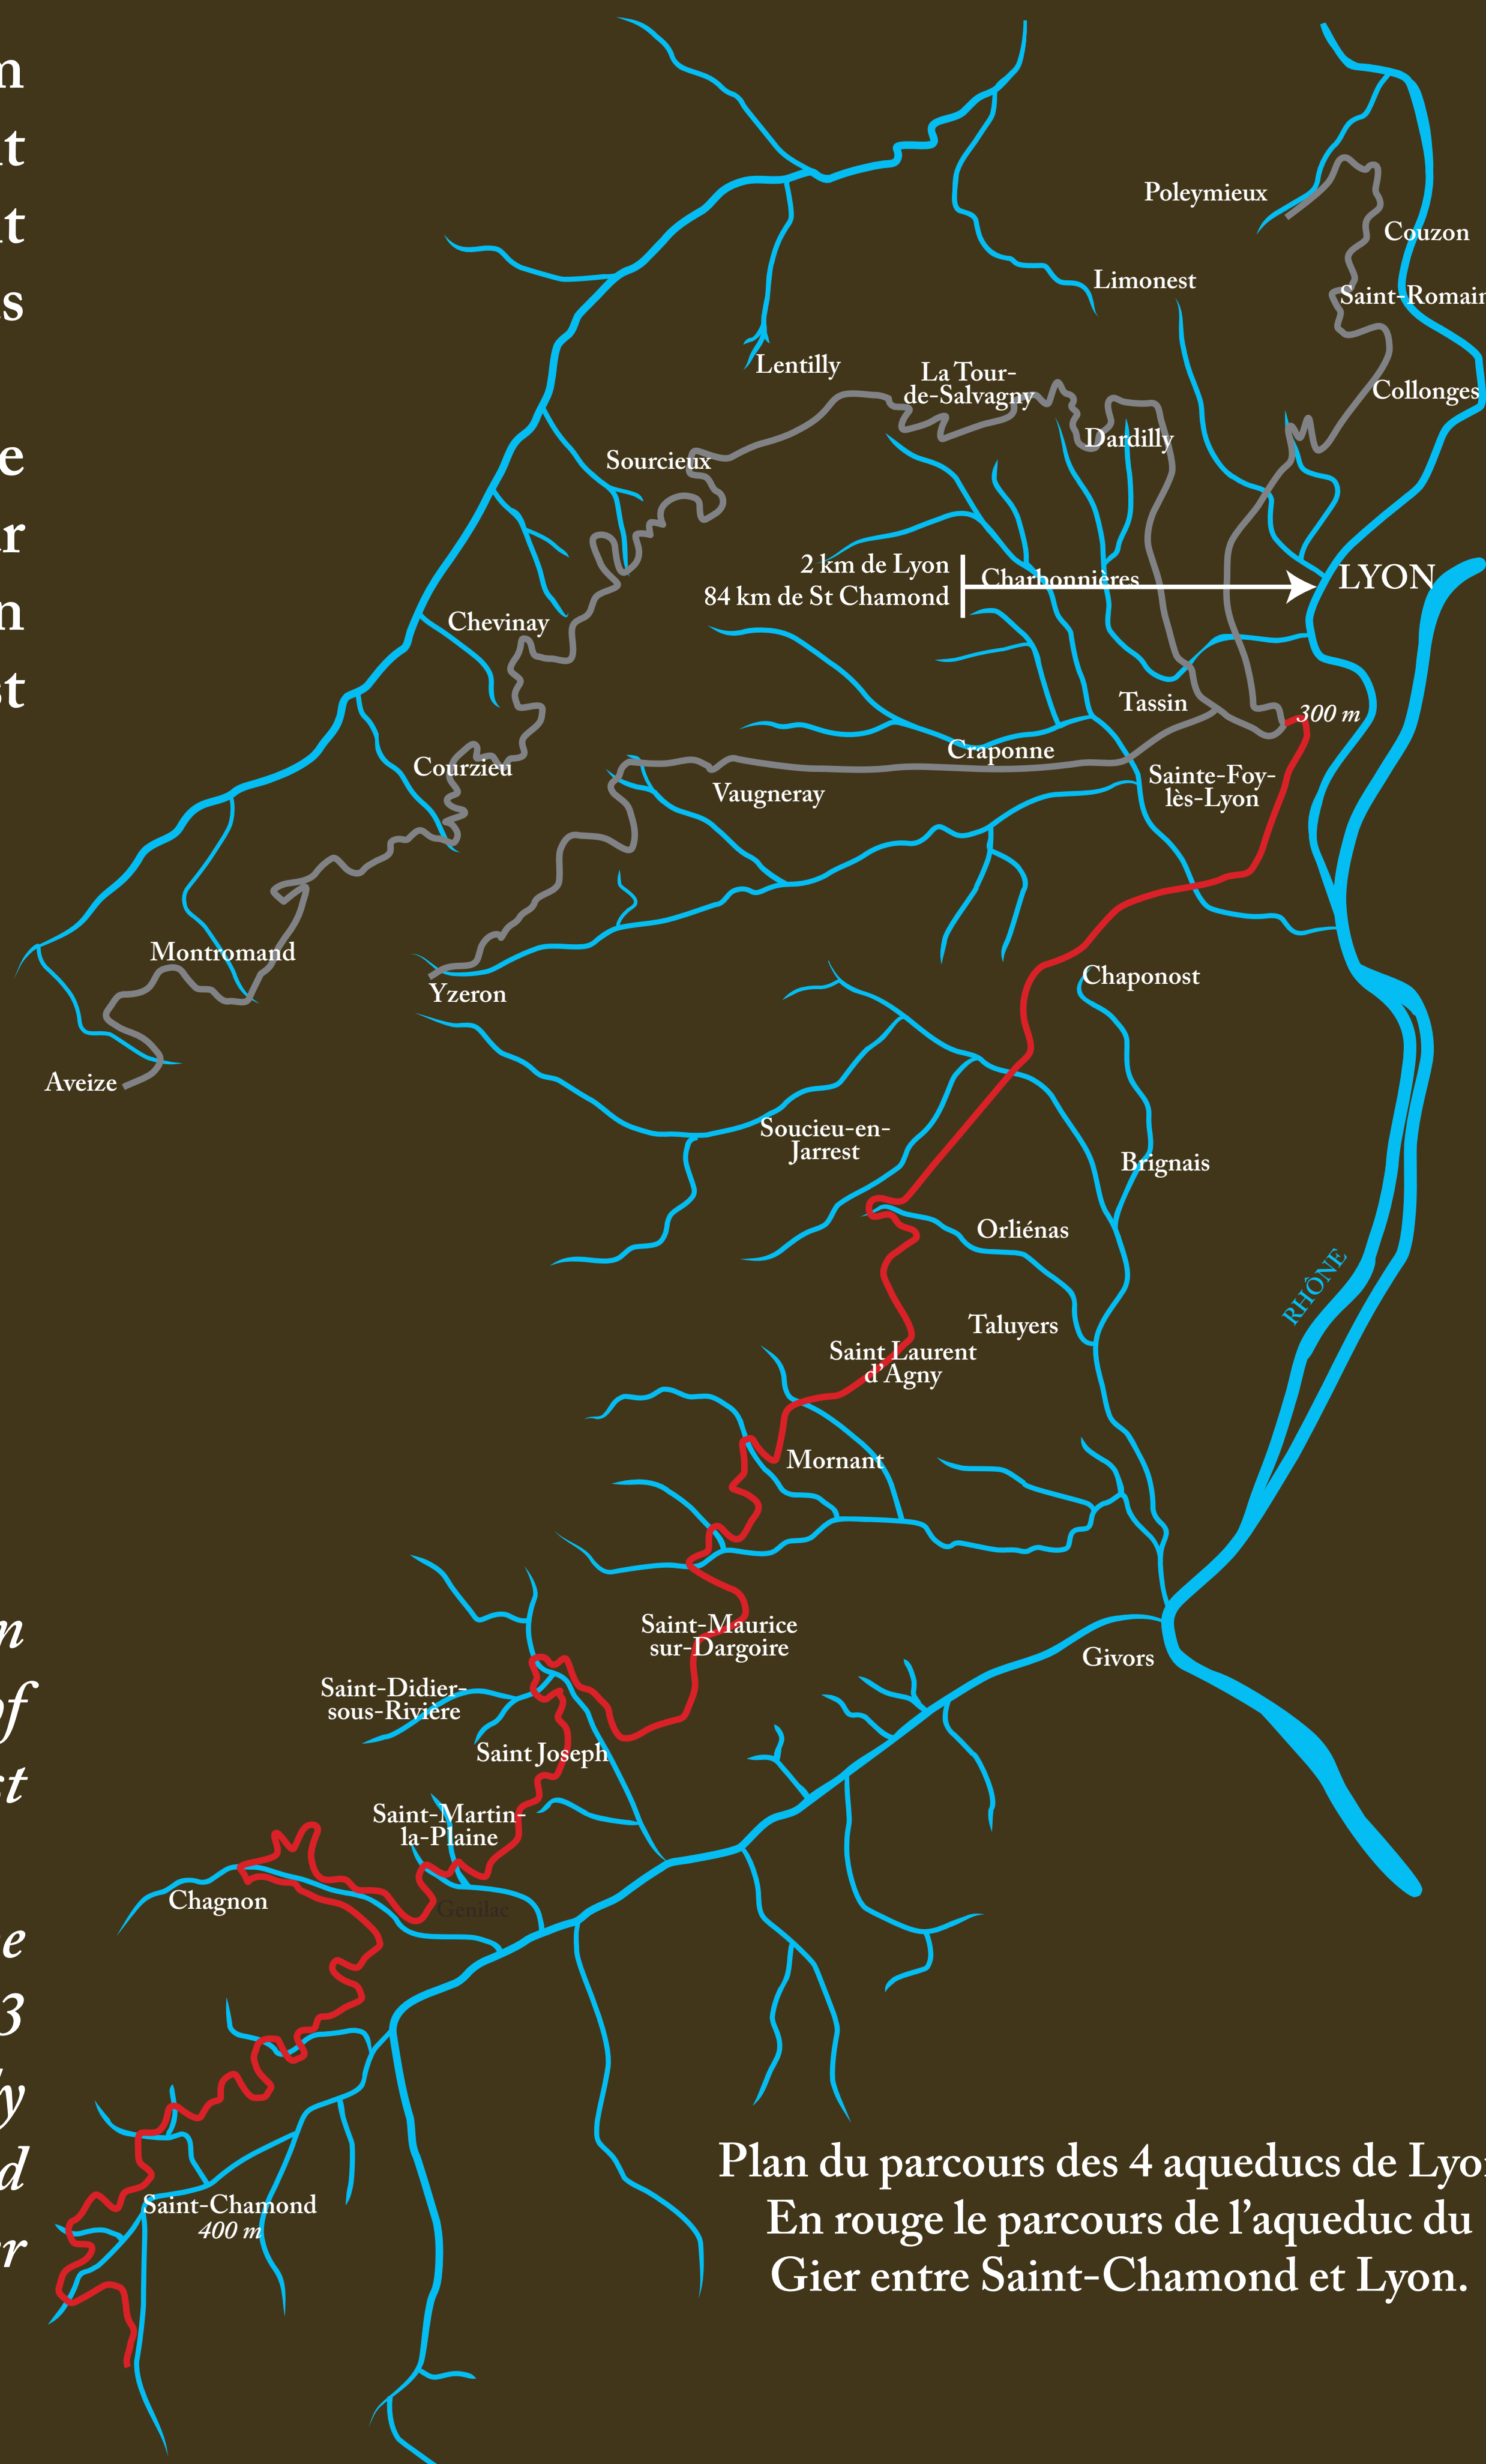 Poleymieux
Couzon
Limonest
Saint-Romain
Lentilly
La Tour-
de-Salvagny
Collonges
Dardilly
Sourcieux
2 km de Lyon
84 km de St Chamond
Charbonnières
LYON
Chevinay
Tassin
300 m
Craponne
Courzieu
Vaugneray
Sainte-Foy-
lès-Lyon
Montromand
Yzeron
Chaponost
Aveize
Soucieu-en-
Jarrest
Brignais
Orliénas
RHÔNE
Taluyers
Saint Laurent
d'Agny
Mornant
Saint-Maurice
sur-Dargoire
Givors
Saint-Didier-
sous-Rivière
Saint Joseph
Saint-Martin-
la-Plaine
Chagnon
Genilac
Saint-Chamond
400 m
Plan du parcours des 4 aqueducs de Lyon
En rouge le parcours de l'aqueduc du
Gier entre Saint-Chamond et Lyon.